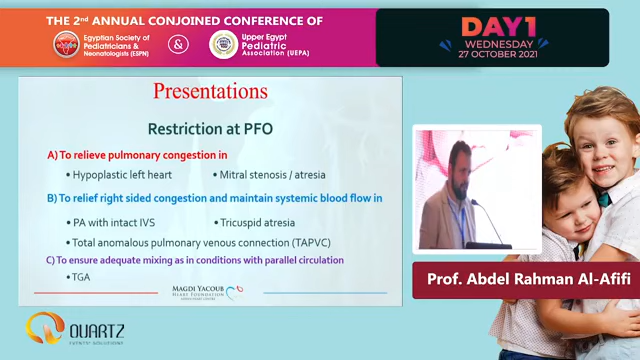 THE 2nd ANNUAL CONJOINED CONFERENCE OF
Egyptian Society of
Pediatricians &
Neonatologists (ESPN)
&
Upper Egypt
Pediatric
Association (UEPA)
DAY1
WEDNESDAY
27 OCTOBER 2021
Presentations
Restriction at PFO
A) To relieve pulmonary congestion in
• Hypoplastic left heart
• Mitral stenosis / atresia
B) To relief right sided congestion and maintain systemic blood flow in
• PA with intact IVS
• Tricuspid atresia
• Total anomalous pulmonary venous connection (TAPVC)
C) To ensure adequate mixing as in conditions with parallel circulation
• TGA
MAGDI YACOUB
HEART FOUNDATION
Prof. Abdel Rahman Al-Afifi
QUARTZ